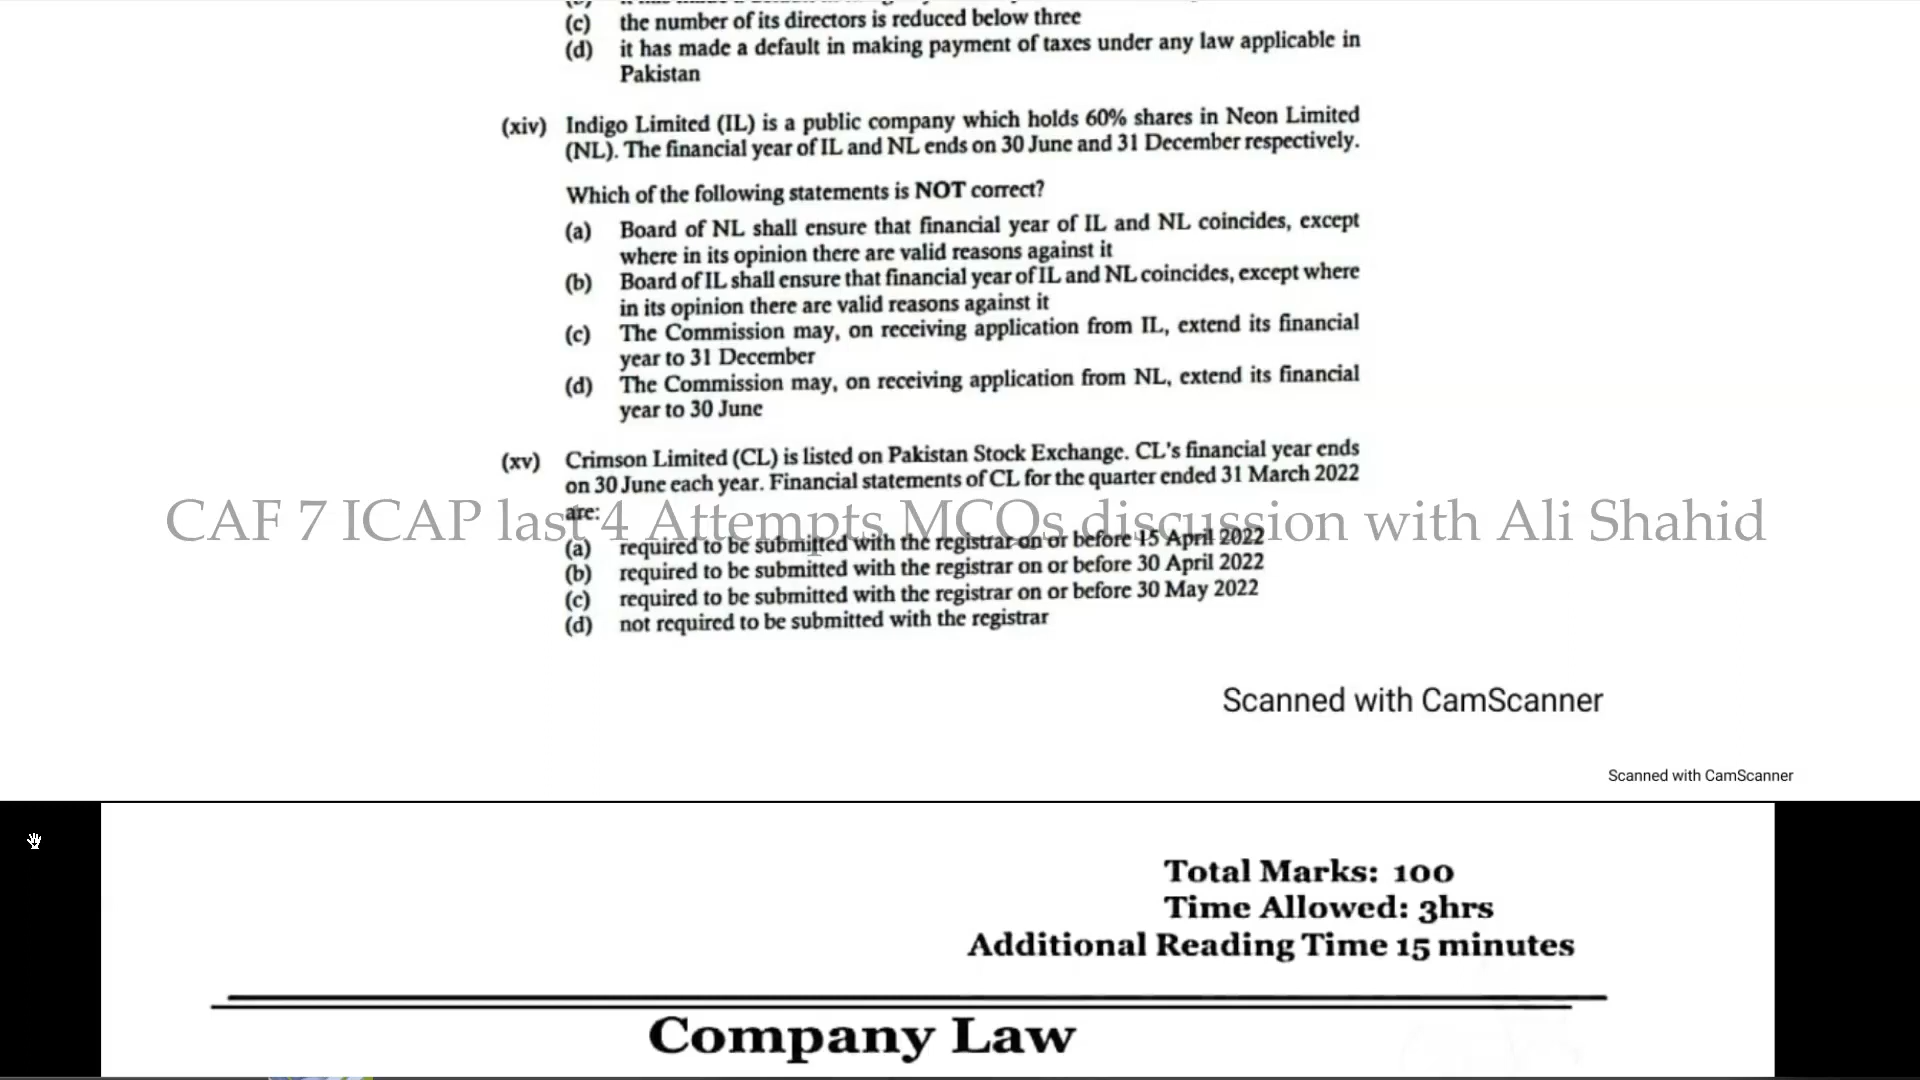 (c) the number of its directors is reduced below three
(d) it has made a default in making payment of taxes under any law applicable in
Pakistan
(xiv) Indigo Limited (IL) is a public company which holds 60% shares in Neon Limited
(NL). The financial year of IL and NL ends on 30 June and 31 December respectively.
Which of the following statements is NOT correct?
(a) Board of NL shall ensure that financial year of IL and NL coincides, except
where in its opinion there are valid reasons against it
(b) Board of IL shall ensure that financial year of IL and NL coincides, except where
in its opinion there are valid reasons against it
(c) The Commission may, on receiving application from IL, extend its financial
year to 31 December
(d) The Commission may, on receiving application from NL, extend its financial
year to 30 June
(xv) Crimson Limited (CL) is listed on Pakistan Stock Exchange. CL's financial year ends
on 30 June each year. Financial statements of CL for the quarter ended 31 March 2022
are:
CAF 7 ICAP last 4 Attempts MCQs discussion with Ali Shahid
(a) required to be submitted with the registrar on or before 15 April 2022
(b) required to be submitted with the registrar on or before 30 April 2022
(c) required to be submitted with the registrar on or before 30 May 2022
(d) not required to be submitted with the registrar
Scanned with CamScanner
Scanned with CamScanner
Total Marks: 100
Time Allowed: 3hrs
Additional Reading Time 15 minutes
Company Law